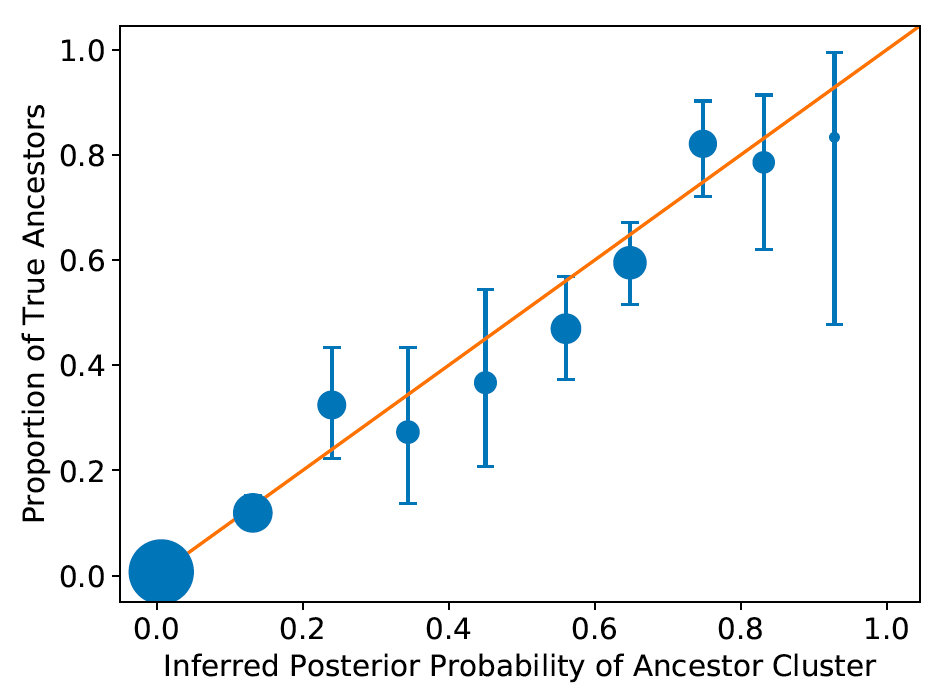 1.0
0.8
0.6
0.4
0.2
0.0
Proportion of True Ancestors
0.0 0.2 0.4 0.6 0.8 1.0
Inferred Posterior Probability of Ancestor Cluster